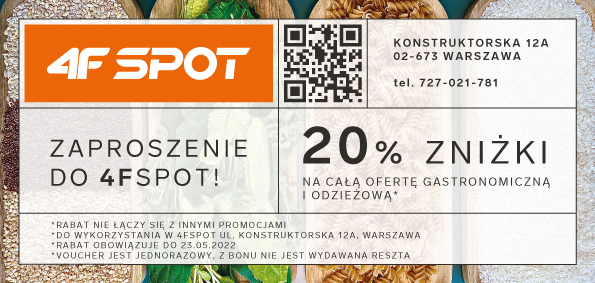 4F SPOT
KONSTRUKTORSKA 12A
02-673 WARSZAWA
tel. 727-021-781
ZAPROSZENIE
DO 4FSPOT!
20% ZNIŻKI
NA CAŁĄ OFERTĘ GASTRONOMICZNĄ
I ODZIEŻOWĄ*
*RABAT NIE ŁĄCZY SIĘ Z INNYMI PROMOCJAMI
*DO WYKORZYSTANIA W 4FSPOT UL. KONSTRUKTORSKA 12A, WARSZAWA
*RABAT OBOWIĄZUJE DO 23.05.2022
*VOUCHER JEST JEDNORAZOWY, Z BONU NIE JEST WYDAWANA RESZTA